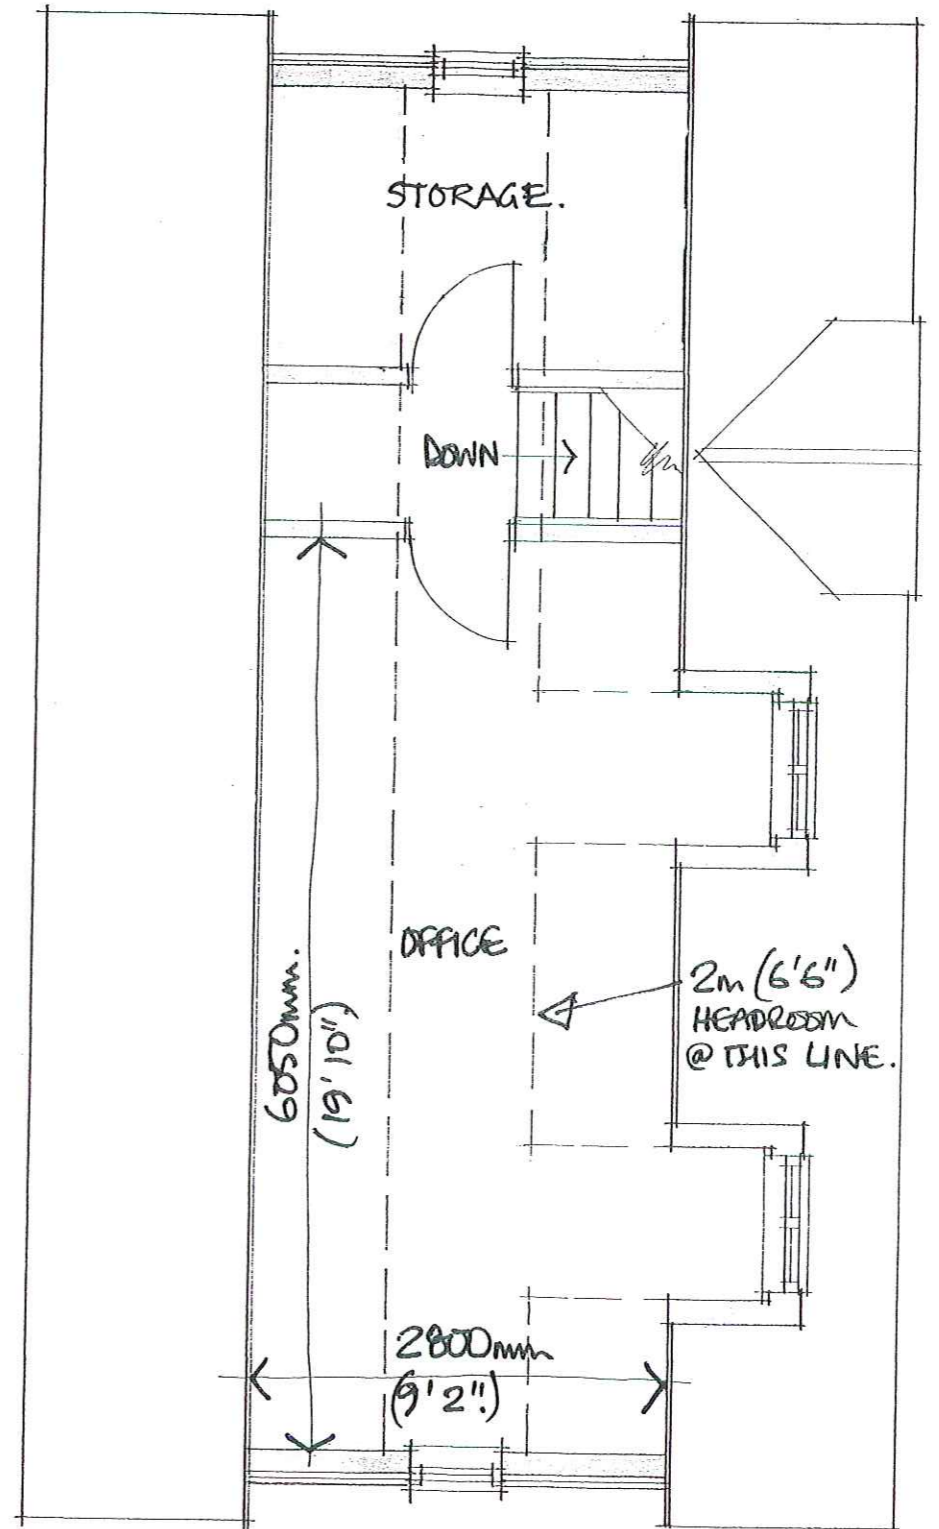 STORAGE.
DOWN
OFFICE
2m (6'6")
HEADROOM
@ THIS LINE.
6050mm.
(19' 10")
2800mm
(9' 2".)